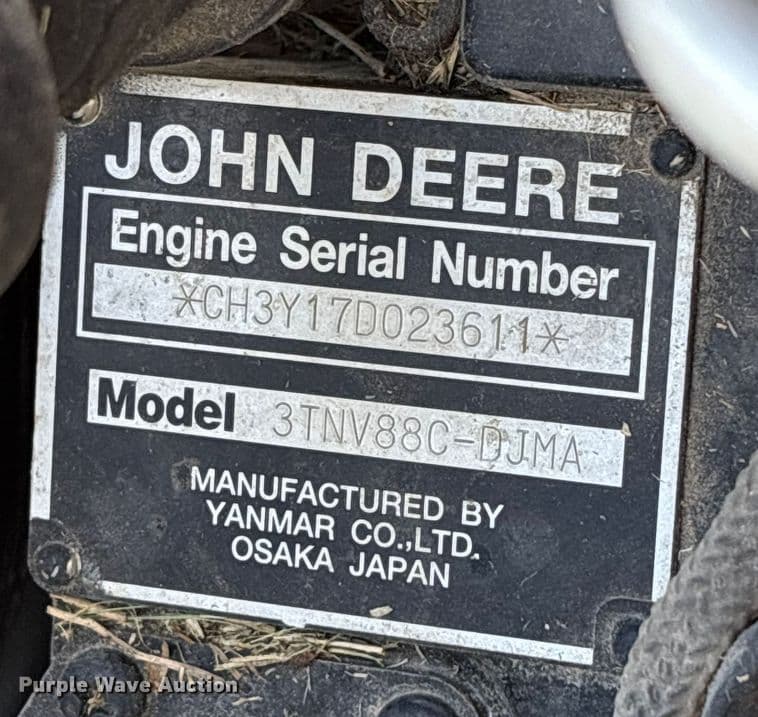 JOHN DEERE
Engine Serial Number
*CH3Y17D023611*
Model 3TNV88C-DJMA
MANUFACTURED BY
YANMAR CO.,LTD.
OSAKA JAPAN
Purple Wave Auction